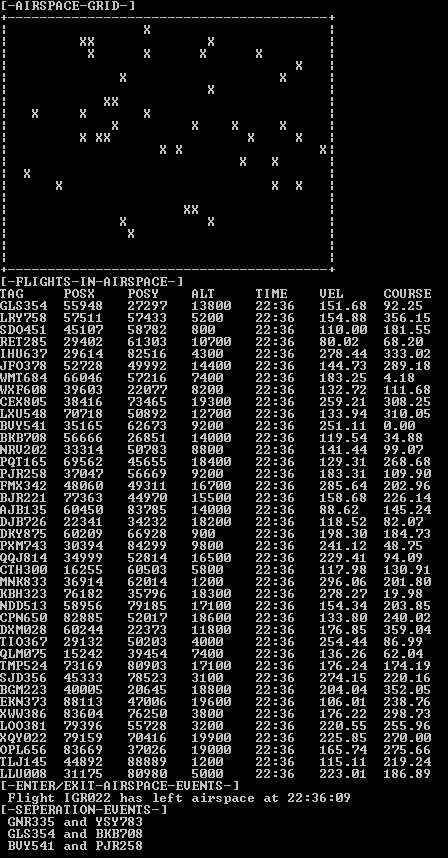 [-AIRSPACE-GRID-]
X
XX X
X X X X
X
X X
X
XX
X X X
X X X X
X XX X X
X X X
X X
X
X X X
XX
X X
X
[-FLIGHTS-IN-AIRSPACE-]
TAG POSX POSY ALT TIME VEL COURSE
GLS354 55948 27297 13800 22:36 151.68 92.25
LRY758 57511 57433 5200 22:36 154.88 356.15
SDO451 45107 58782 800 22:36 110.00 181.55
RET285 29402 61303 10700 22:36 80.02 68.20
IHU637 29614 82516 4300 22:36 278.44 333.02
JFO378 52728 49992 14400 22:36 144.73 289.18
WMT684 66046 57216 7400 22:36 183.25 4.18
WXF608 39603 22077 8200 22:36 132.72 111.68
CEX805 38416 73465 19300 22:36 259.21 308.25
LXU548 70718 50892 12700 22:36 133.94 310.05
BVY541 35165 62673 9200 22:36 251.11 0.00
BKB708 56666 26851 14000 22:36 119.54 34.88
NRV202 33314 50783 8800 22:36 141.44 99.07
PQT165 69562 45655 18400 22:36 129.31 268.68
PJR258 37047 56669 9200 22:36 183.31 109.90
FMX342 48060 49311 16700 22:36 285.64 202.96
BJR221 77363 44970 15500 22:36 158.68 226.14
AJB135 60450 83785 14000 22:36 88.62 145.24
DJB726 22341 34232 18200 22:36 118.52 82.07
DKY875 60209 66928 900 22:36 198.30 184.73
PXM743 30394 84299 9800 22:36 241.12 48.75
QQJ814 34999 52814 16500 22:36 229.41 94.09
CTH300 16255 60503 5800 22:36 117.98 130.91
MNK833 36914 62014 1200 22:36 296.06 201.80
KBH323 76182 35796 18300 22:36 278.27 19.98
NDD513 58956 79185 17100 22:36 154.34 203.85
CPN650 82885 52017 18600 22:36 133.80 240.02
DXM028 60244 22373 11800 22:36 176.85 359.04
TIO367 29132 50203 4000 22:36 254.44 86.99
QLM075 15242 39454 7400 22:36 136.26 62.04
TMP524 73169 80903 17100 22:36 176.24 174.19
SJD356 45333 78523 3100 22:36 274.15 220.16
BGM223 40005 20645 18800 22:36 204.04 352.05
EKN373 88113 47006 19600 22:36 106.01 238.76
XWW386 83604 76250 3800 22:36 176.22 298.73
LOO381 79396 55728 3200 22:36 220.55 255.96
XQY022 79159 70416 19900 22:36 225.85 270.00
OPL656 83669 37026 19000 22:36 165.74 275.66
TLJ145 44892 88889 1200 22:36 115.11 219.24
LLU008 31175 80980 5000 22:36 223.01 186.89
[-ENTER/EXIT-AIRSPACE-EVENTS-]
Flight IGR022 has left airspace at 22:36:09
[-SEPERATION-EVENTS-]
GNR335 and YSY783
GLS354 and BKB708
BVY541 and PJR258